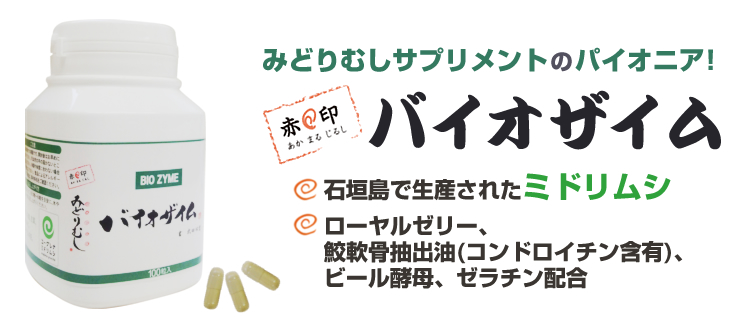 みどりむしサプリメントのパイオニア!
赤印
あかまるじるし
バイオザイム
石垣島で生産されたミドリムシ
ローヤルゼリー、
鮫軟骨抽出油(コンドロイチン含有)、
ビール酵母、ゼラチン配合
赤印
BIO ZYME
みどりむし
バイオザイム
100粒入